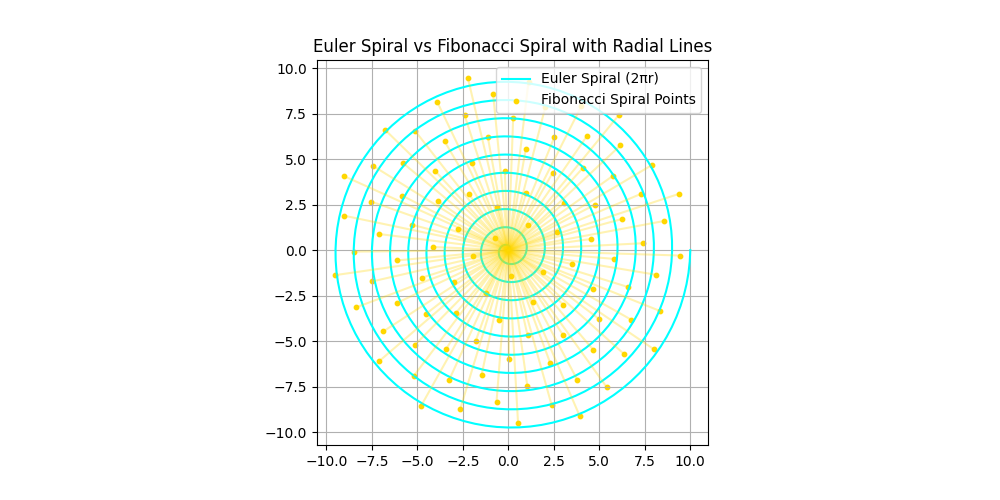 Euler Spiral vs Fibonacci Spiral with Radial Lines
Euler Spiral (2πr)
Fibonacci Spiral Points
10.0
7.5
5.0
2.5
0.0
−2.5
−5.0
−7.5
−10.0
−10.0 −7.5 −5.0 −2.5 0.0 2.5 5.0 7.5 10.0